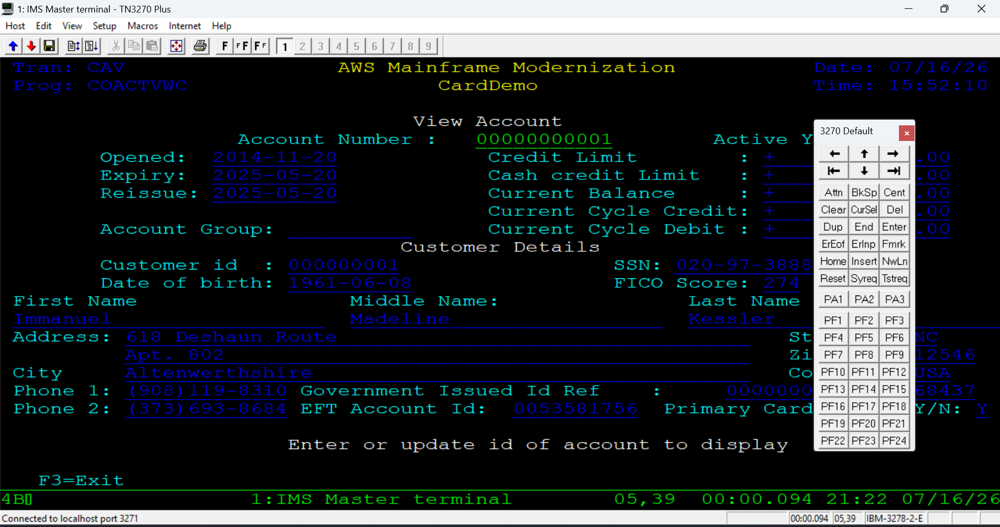 1: IMS Master terminal - TN3270 Plus
Host Edit View Setup Macros Internet Help
F FF FF 1 2 3 4 5 6 7 8 9
Tran: CAV AWS Mainframe Modernization Date: 07/16/26
Prog: COACTVWC CardDemo Time: 15:52:10
View Account
Account Number : 00000000001 Active Y
Opened: 2014-11-20 Credit Limit : + .00
Expiry: 2025-05-20 Cash credit Limit : + .00
Reissue: 2025-05-20 Current Balance : + .00
Current Cycle Credit: + .00
Account Group: Current Cycle Debit : + .00
Customer Details
Customer id : 000000001 SSN: 020-97-3888
Date of birth: 1961-06-08 FICO Score: 274
First Name Middle Name: Last Name
Immanuel Madeline Kessler
Address: 618 Deshaun Route St NC
Apt. 802 Zi 12546
City Altenwerthshire Co USA
Phone 1: (908)119-8310 Government Issued Id Ref : 0000000 68437
Phone 2: (373)693-8684 EFT Account Id: 0053581756 Primary Card Y/N: Y
Enter or update id of account to display
F3=Exit
4B 1:IMS Master terminal 05,39 00:00.094 21:22 07/16/26
Connected to localhost port 3271 00:00.094 05,39 IBM-3278-2-E
3270 Default
Attn BkSp Cent
Clear CurSel Del
Dup End Enter
ErEof ErInp Fmrk
Home Insert NwLn
Reset Syreq Tstreq
PA1 PA2 PA3
PF1 PF2 PF3
PF4 PF5 PF6
PF7 PF8 PF9
PF10 PF11 PF12
PF13 PF14 PF15
PF16 PF17 PF18
PF19 PF20 PF21
PF22 PF23 PF24